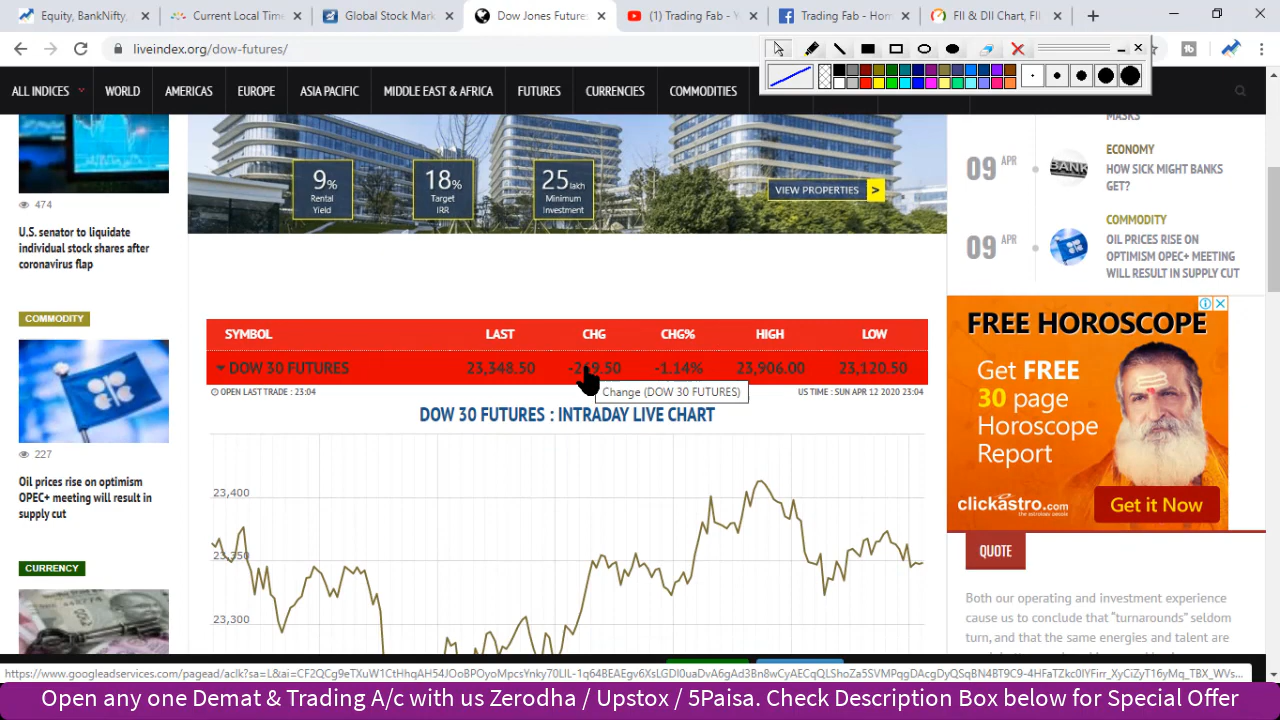 Equity, BankNifty,
Current Local Time
Global Stock Mark
Dow Jones Future
(1) Trading Fab - Y
Trading Fab - Hom
FII & DII Chart, FII
liveindex.org/dow-futures/
ALL INDICES
WORLD
AMER
EUROPE
ASIA PACIFIC
MIDDLE EAST & AFRICA
FUTURES
CURRENCIES
COMMODITIES
474
U.S. senator to liquidate
individual stock shares after
coronavirus flap
COMMODITY
227
Oil prices rise on optimism
OPEC+ meeting will result in
supply cut
CURRENCY
9%
Rental
Yield
18%
Target
IRR
25 lakh
Minimum
Investment
VIEW PROPERTIES >
SYMBOL LAST CHG CHG% HIGH LOW
DOW 30 FUTURES 23,348.50 -269.50 -1.14% 23,906.00 23,120.50
OPEN LAST TRADE : 23:04
Change (DOW 30 FUTURES)
US TIME : SUN APR 12 2020 23:04
DOW 30 FUTURES : INTRADAY LIVE CHART
23,400
23,350
23,300
MASKS
09 APR
BANK
ECONOMY
HOW SICK MIGHT BANKS
GET?
09 APR
COMMODITY
OIL PRICES RISE ON
OPTIMISM OPEC+ MEETING
WILL RESULT IN SUPPLY CUT
FREE HOROSCOPE
Get FREE
30 page
Horoscope
Report
clickastro.com
Get it Now
QUOTE
Both our operating and investment experience
cause us to conclude that "turnarounds" seldom
turn, and that the same energies and talent are
Open any one Demat & Trading A/c with us Zerodha / Upstox / 5Paisa. Check Description Box below for Special Offer